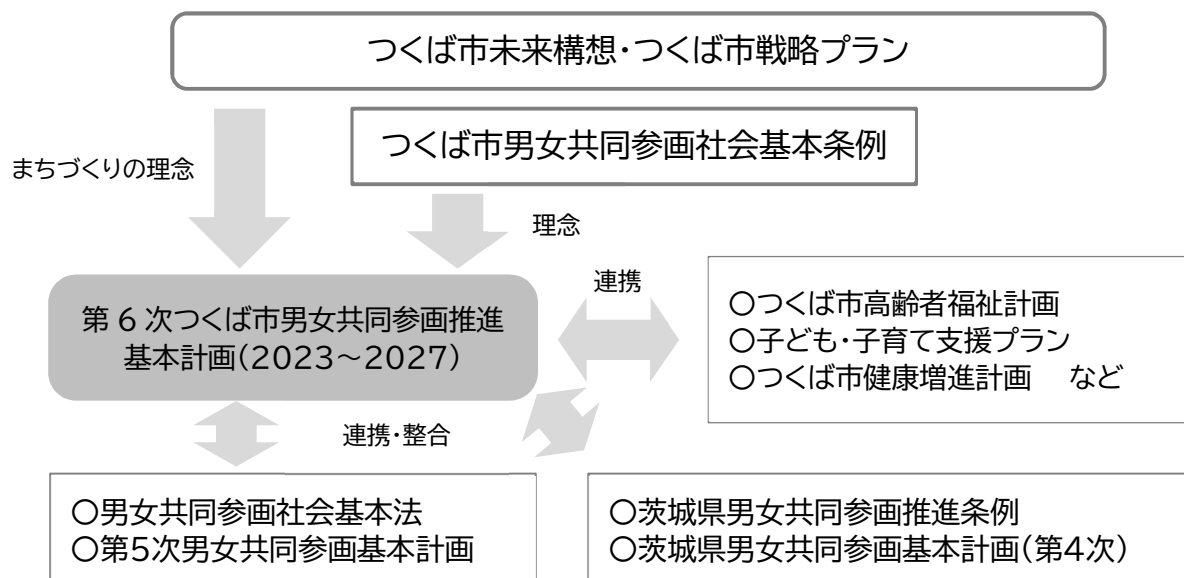 つくば市未来構想・つくば市戦略プラン
つくば市男女共同参画社会基本条例
まちづくりの理念
理念
第6次つくば市男女共同参画推進
基本計画(2023～2027)
連携
〇つくば市高齢者福祉計画
〇子ども・子育て支援プラン
〇つくば市健康増進計画　など
連携・整合
〇男女共同参画社会基本法
〇第5次男女共同参画基本計画
〇茨城県男女共同参画推進条例
〇茨城県男女共同参画基本計画(第4次)